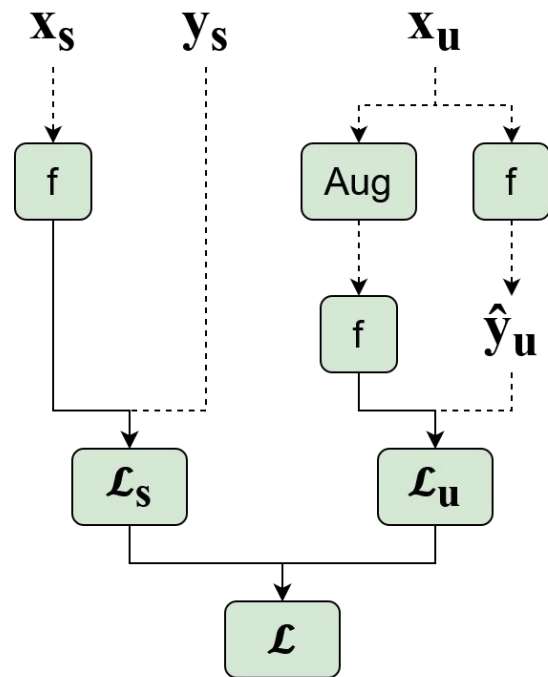 xₛ yₛ xᵤ
f Aug f
f ŷᵤ
ℒₛ ℒᵤ
ℒ